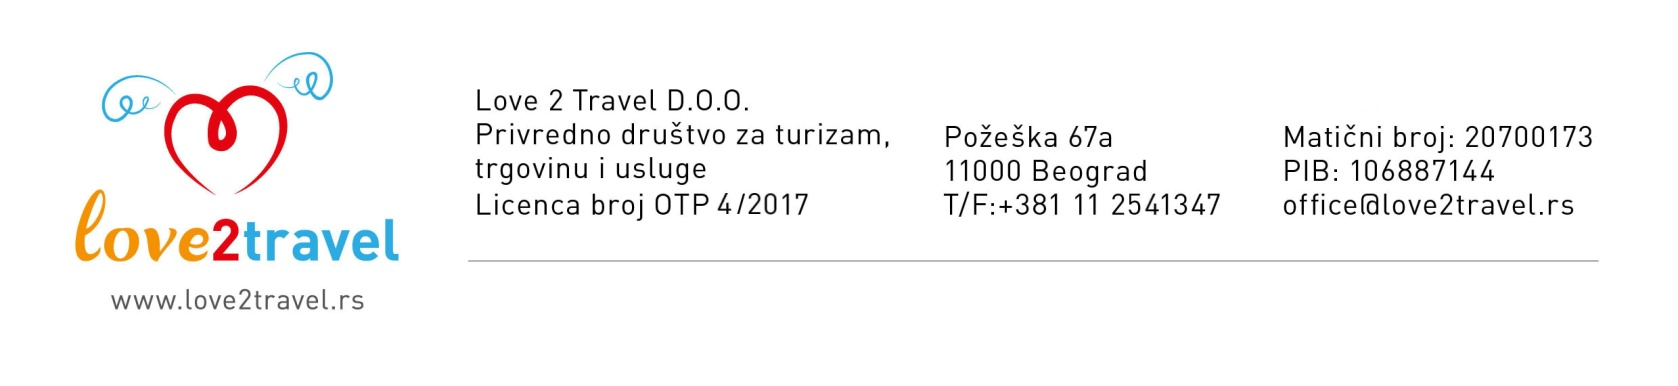 love2travel
www.love2travel.rs
Love 2 Travel D.O.O.
Privredno društvo za turizam,
trgovinu i usluge
Licenca broj OTP 4/2017
Požeška 67a
11000 Beograd
T/F:+381 11 2541347
Matični broj: 20700173
PIB: 106887144
office@love2travel.rs